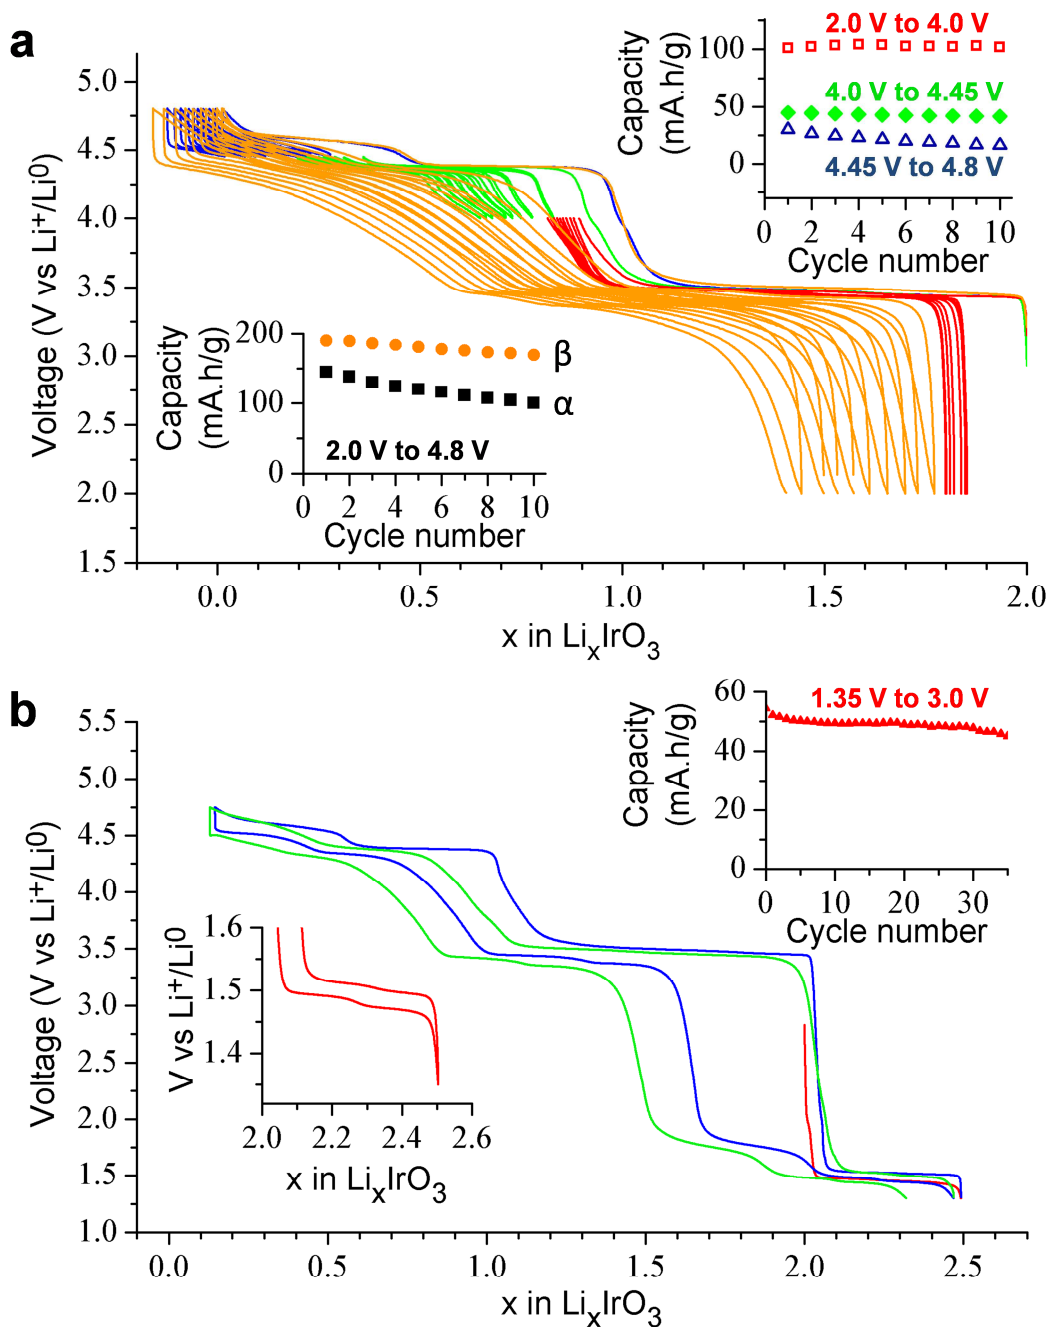 a
Voltage (V vs Li⁺/Li⁰)
5.0
4.5
4.0
3.5
3.0
2.5
2.0
1.5
0.0 0.5 1.0 1.5 2.0
x in LiₓIrO₃
Capacity
(mA.h/g)
100
50
0
2.0 V to 4.0 V
4.0 V to 4.45 V
4.45 V to 4.8 V
0 2 4 6 8 10
Cycle number
Capacity
(mA.h/g)
200
100
0
β
α
2.0 V to 4.8 V
0 2 4 6 8 10
Cycle number
b
Voltage (V vs Li⁺/Li⁰)
5.5
5.0
4.5
4.0
3.5
3.0
2.5
2.0
1.5
1.0
0.0 0.5 1.0 1.5 2.0 2.5
x in LiₓIrO₃
Capacity
(mA.h/g)
60
40
20
0
1.35 V to 3.0 V
0 10 20 30
Cycle number
V vs Li⁺/Li⁰
1.6
1.5
1.4
2.0 2.2 2.4 2.6
x in LiₓIrO₃